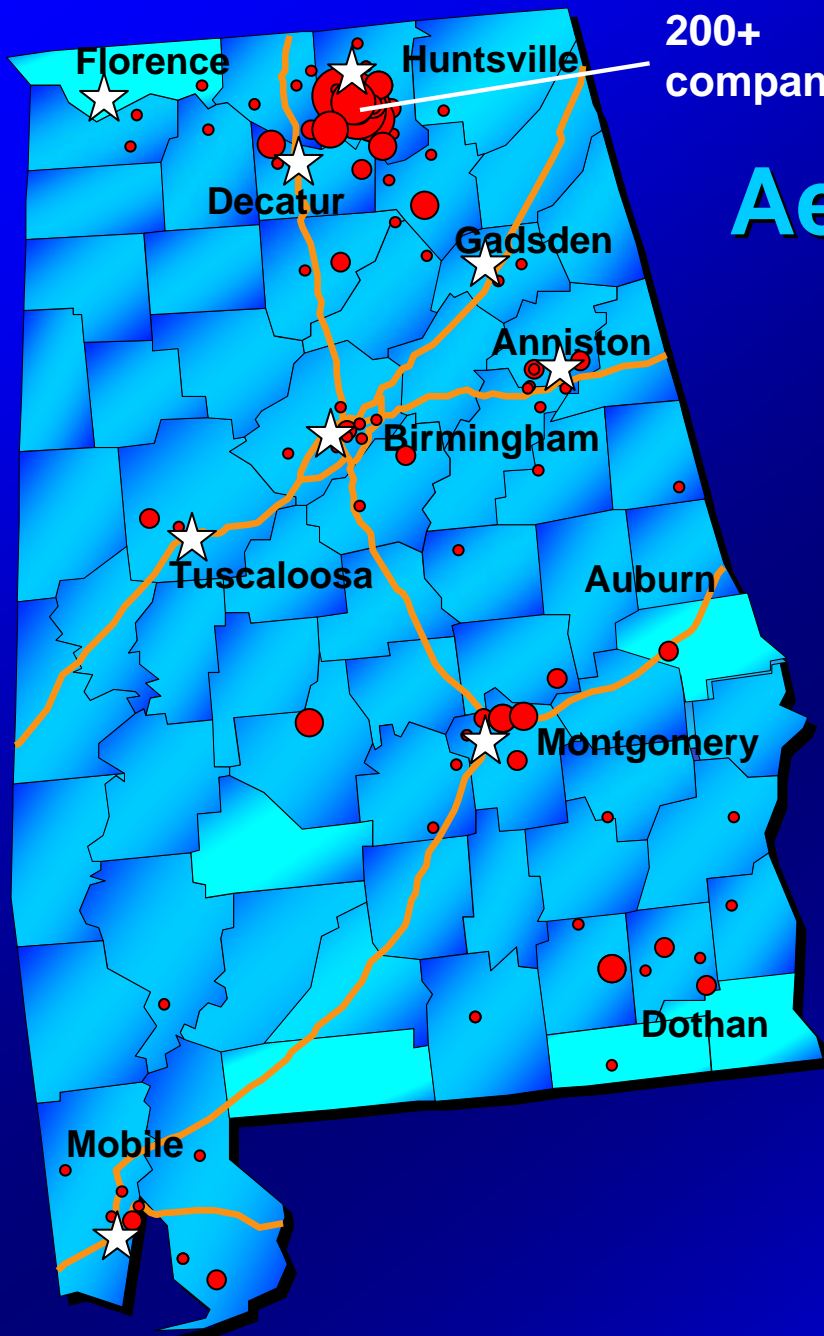 200+
compan
Florence
Huntsville
Ae
Decatur
Gadsden
Anniston
Birmingham
Tuscaloosa
Auburn
Montgomery
Dothan
Mobile